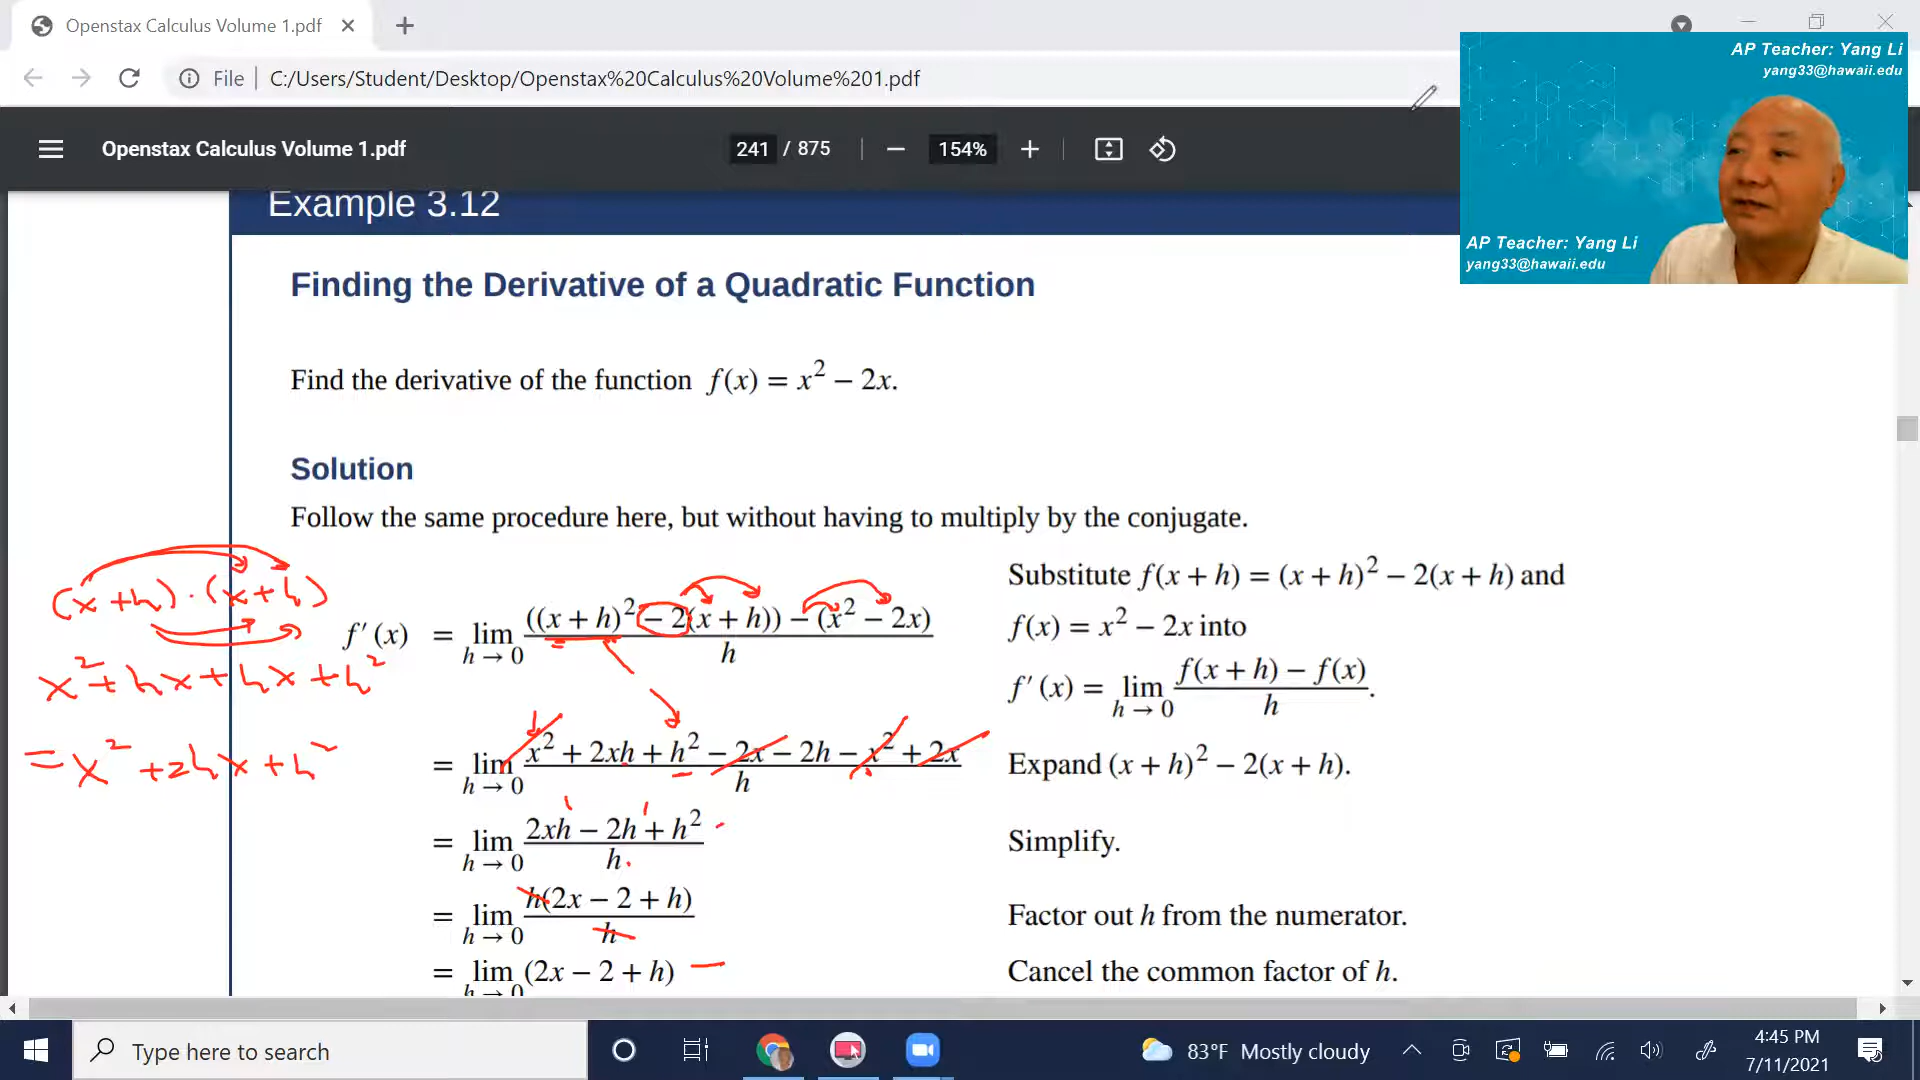 Openstax Calculus Volume 1.pdf
File
C:/Users/Student/Desktop/Openstax%20Calculus%20Volume%201.pdf
AP Teacher: Yang Li
yang33@hawaii.edu
AP Teacher: Yang Li
yang33@hawaii.edu
Openstax Calculus Volume 1.pdf
241 / 875
154%
Example 3.12
Finding the Derivative of a Quadratic Function
Find the derivative of the function f(x) = x² − 2x.
Solution
Follow the same procedure here, but without having to multiply by the conjugate.
(x+h)·(x+h)
x²+hx+hx+h²
=x²+2hx+h²
f′(x) = lim h→0 ((x + h)² − 2(x + h)) − (x² − 2x) / h
Substitute f(x + h) = (x + h)² − 2(x + h) and
f(x) = x² − 2x into
f′(x) = lim h→0 f(x + h) − f(x) / h.
= lim h→0 x² + 2xh + h² − 2x − 2h − x² + 2x / h
Expand (x + h)² − 2(x + h).
= lim h→0 2xh − 2h + h² / h
Simplify.
= lim h→0 h(2x − 2 + h) / h
Factor out h from the numerator.
= lim h→0 (2x − 2 + h)
Cancel the common factor of h.
Type here to search
83°F Mostly cloudy
4:45 PM
7/11/2021